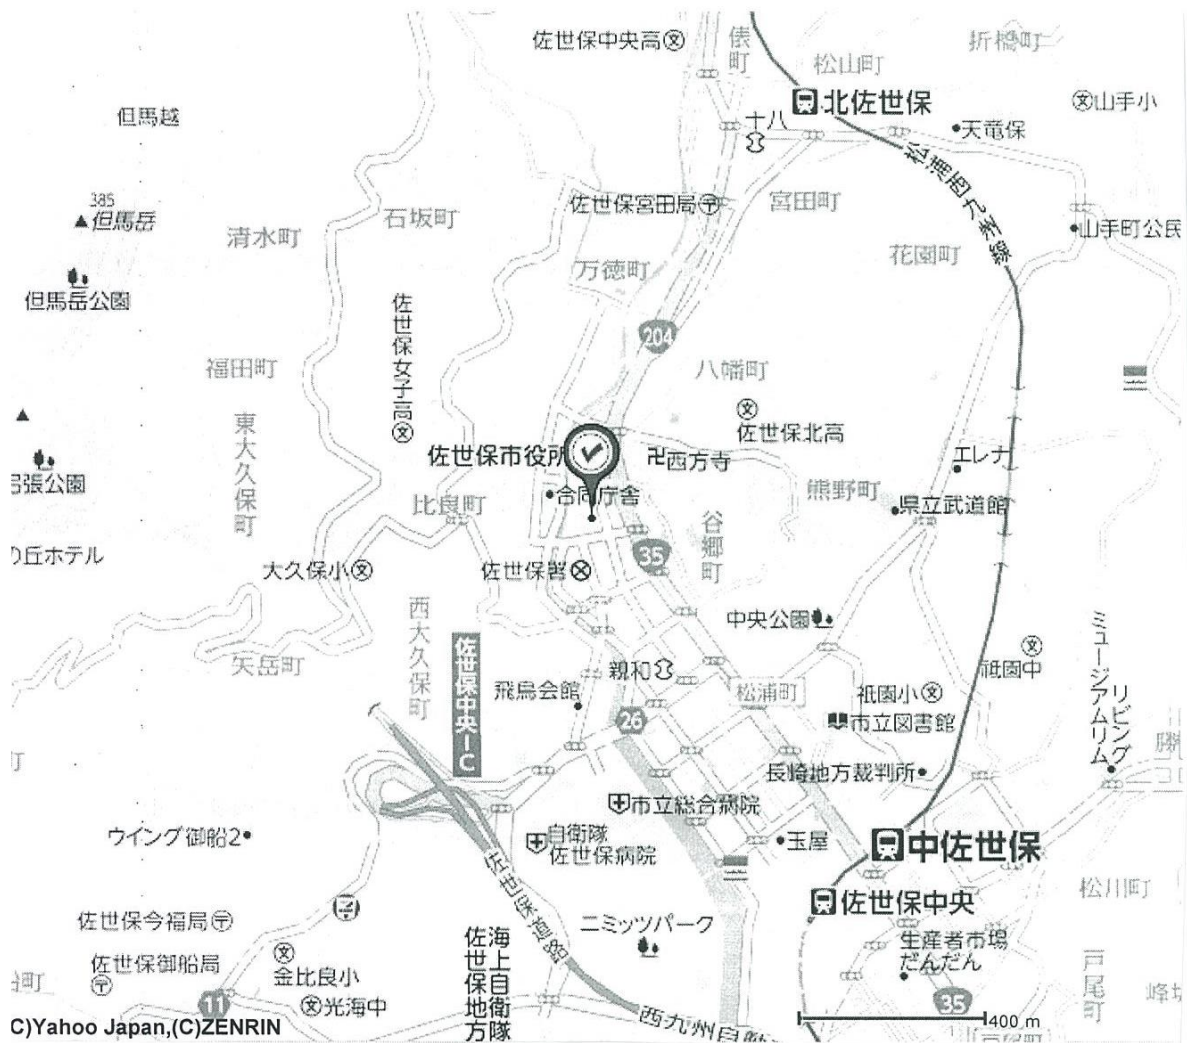 佐世保中央高
俵町
松山町
折橋町
北佐世保
山手小
但馬越
十八
天竜保
松浦西九州線
385
但馬岳
石坂町
佐世保宮田局
宮田町
山手町公民
清水町
花園町
万徳町
但馬岳公園
佐世保女子高
204
福田町
八幡町
東大久保町
佐世保北高
佐世保市役所
西方寺
エレナ
弓張公園
合同庁舎
比良町
熊野町
県立武道館
谷郷町
の丘ホテル
35
大久保小
佐世保署
西大久保町
中央公園
ミュージアムリム
リビング
祗園中
矢岳町
佐世保中央IC
親和
飛鳥会館
松浦町
祗園小
26
市立図書館
勝
町
長崎地方裁判所
市立総合病院
ウイング御船2
自衛隊
佐世保病院
玉屋
中佐世保
佐世保道路
松川町
佐世保中央
佐世保今福局
ニミッツパーク
海上自衛隊
佐世保地方
生産者市場
だんだん
佐世保御船局
金比良小
戸尾町
町
11
光海中
35
峰坂
C)Yahoo Japan,(C)ZENRIN
西九州自動
400 m